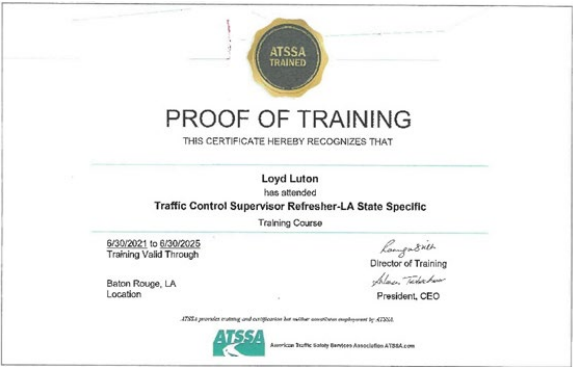 ATSSA
TRAINED
PROOF OF TRAINING
THIS CERTIFICATE HEREBY RECOGNIZES THAT
Loyd Luton
has attended
Traffic Control Supervisor Refresher-LA State Specific
Training Course
6/30/2021 to 6/30/2025
Training Valid Through
Director of Training
Baton Rouge, LA
Location
President, CEO
ATSSA provides training and certification but neither constitutes employment by ATSSA.
ATSSA
American Traffic Safety Services Association ATSSA.com